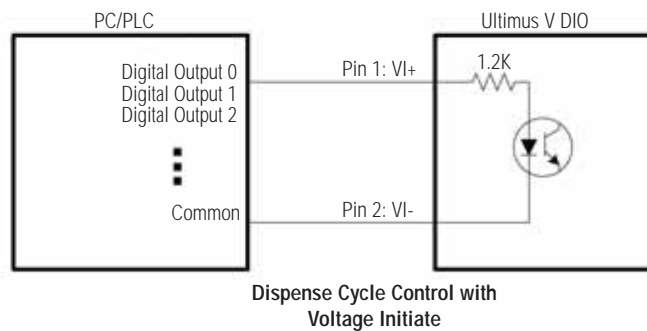 PC/PLC
Ultimus V DIO
Digital Output 0
Digital Output 1
Digital Output 2
Common
Pin 1: VI+
Pin 2: VI-
1.2K
Dispense Cycle Control with
Voltage Initiate